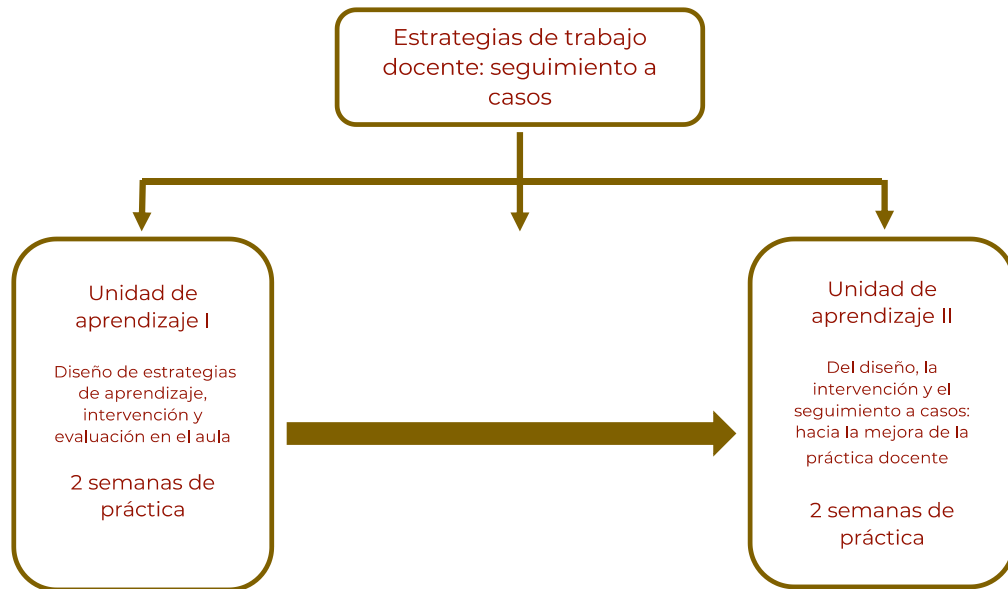 Estrategias de trabajo
docente: seguimiento a
casos
Unidad de
aprendizaje I
Diseño de estrategias
de aprendizaje,
intervención y
evaluación en el aula
2 semanas de
práctica
Unidad de
aprendizaje II
Del diseño, la
intervención y el
seguimiento a casos:
hacia la mejora de la
práctica docente
2 semanas de
práctica